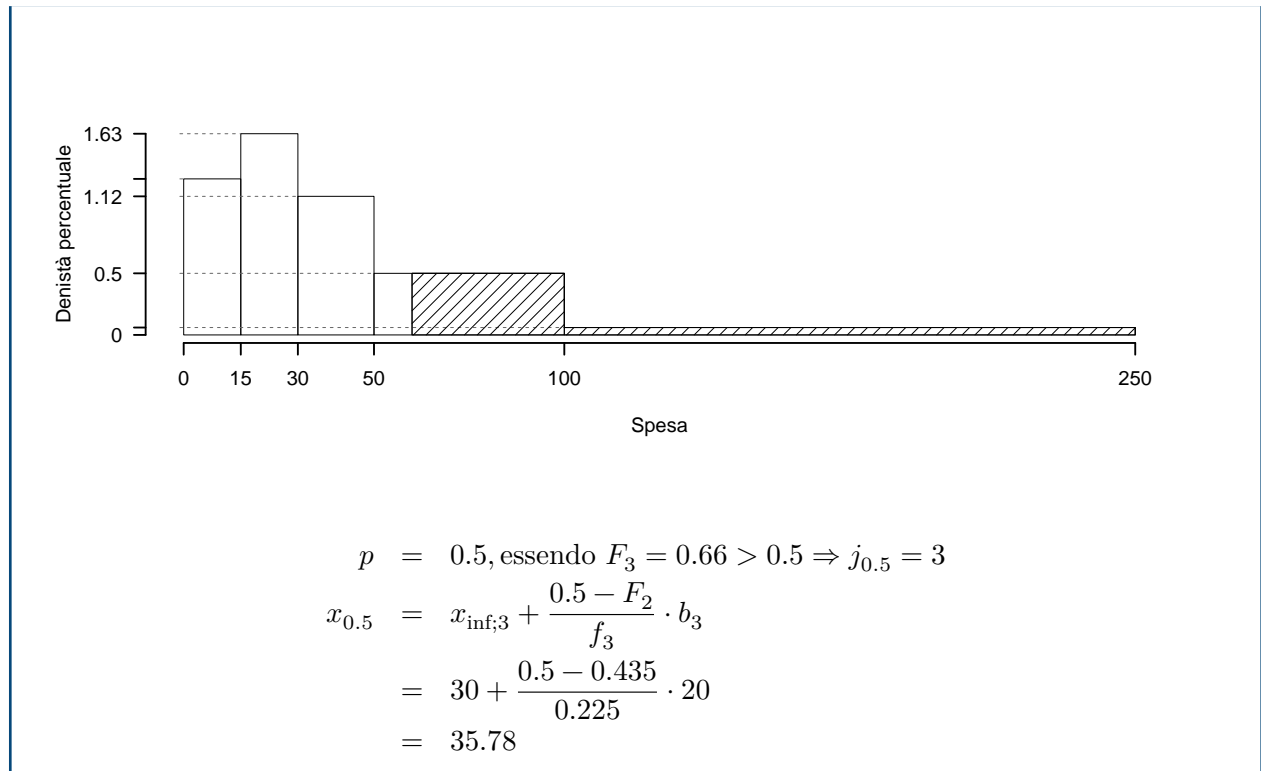 1.63
1.12
0.5
0
Denistà percentuale
0 15 30 50 100 250
Spesa
p = 0.5, essendo F_3 = 0.66 > 0.5 ⇒ j_{0.5} = 3
x_{0.5} = x_{inf;3} + \frac{0.5 − F_2}{f_3} · b_3
= 30 + \frac{0.5 − 0.435}{0.225} · 20
= 35.78